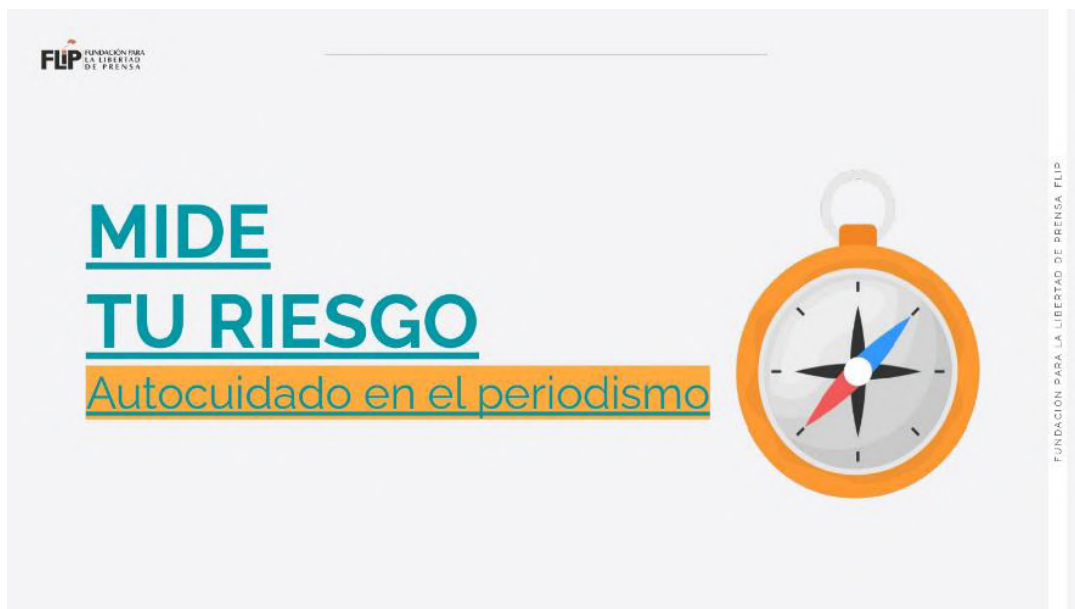 FLiP FUNDACIÓN PARA
LA LIBERTAD
DE PRENSA
MIDE
TU RIESGO
Autocuidado en el periodismo
FUNDACIÓN PARA LA LIBERTAD DE PRENSA FLIP